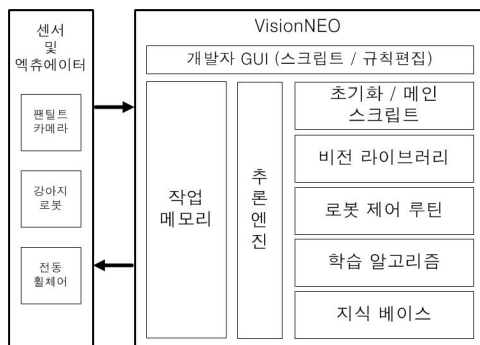 센서
및
엑츄에이터
팬틸트
카메라
강아지
로봇
전동
휠체어
VisionNEO
개발자 GUI (스크립트 / 규칙편집)
작업
메모리
추
론
엔
진
초기화 / 메인
스크립트
비전 라이브러리
로봇 제어 루틴
학습 알고리즘
지식 베이스